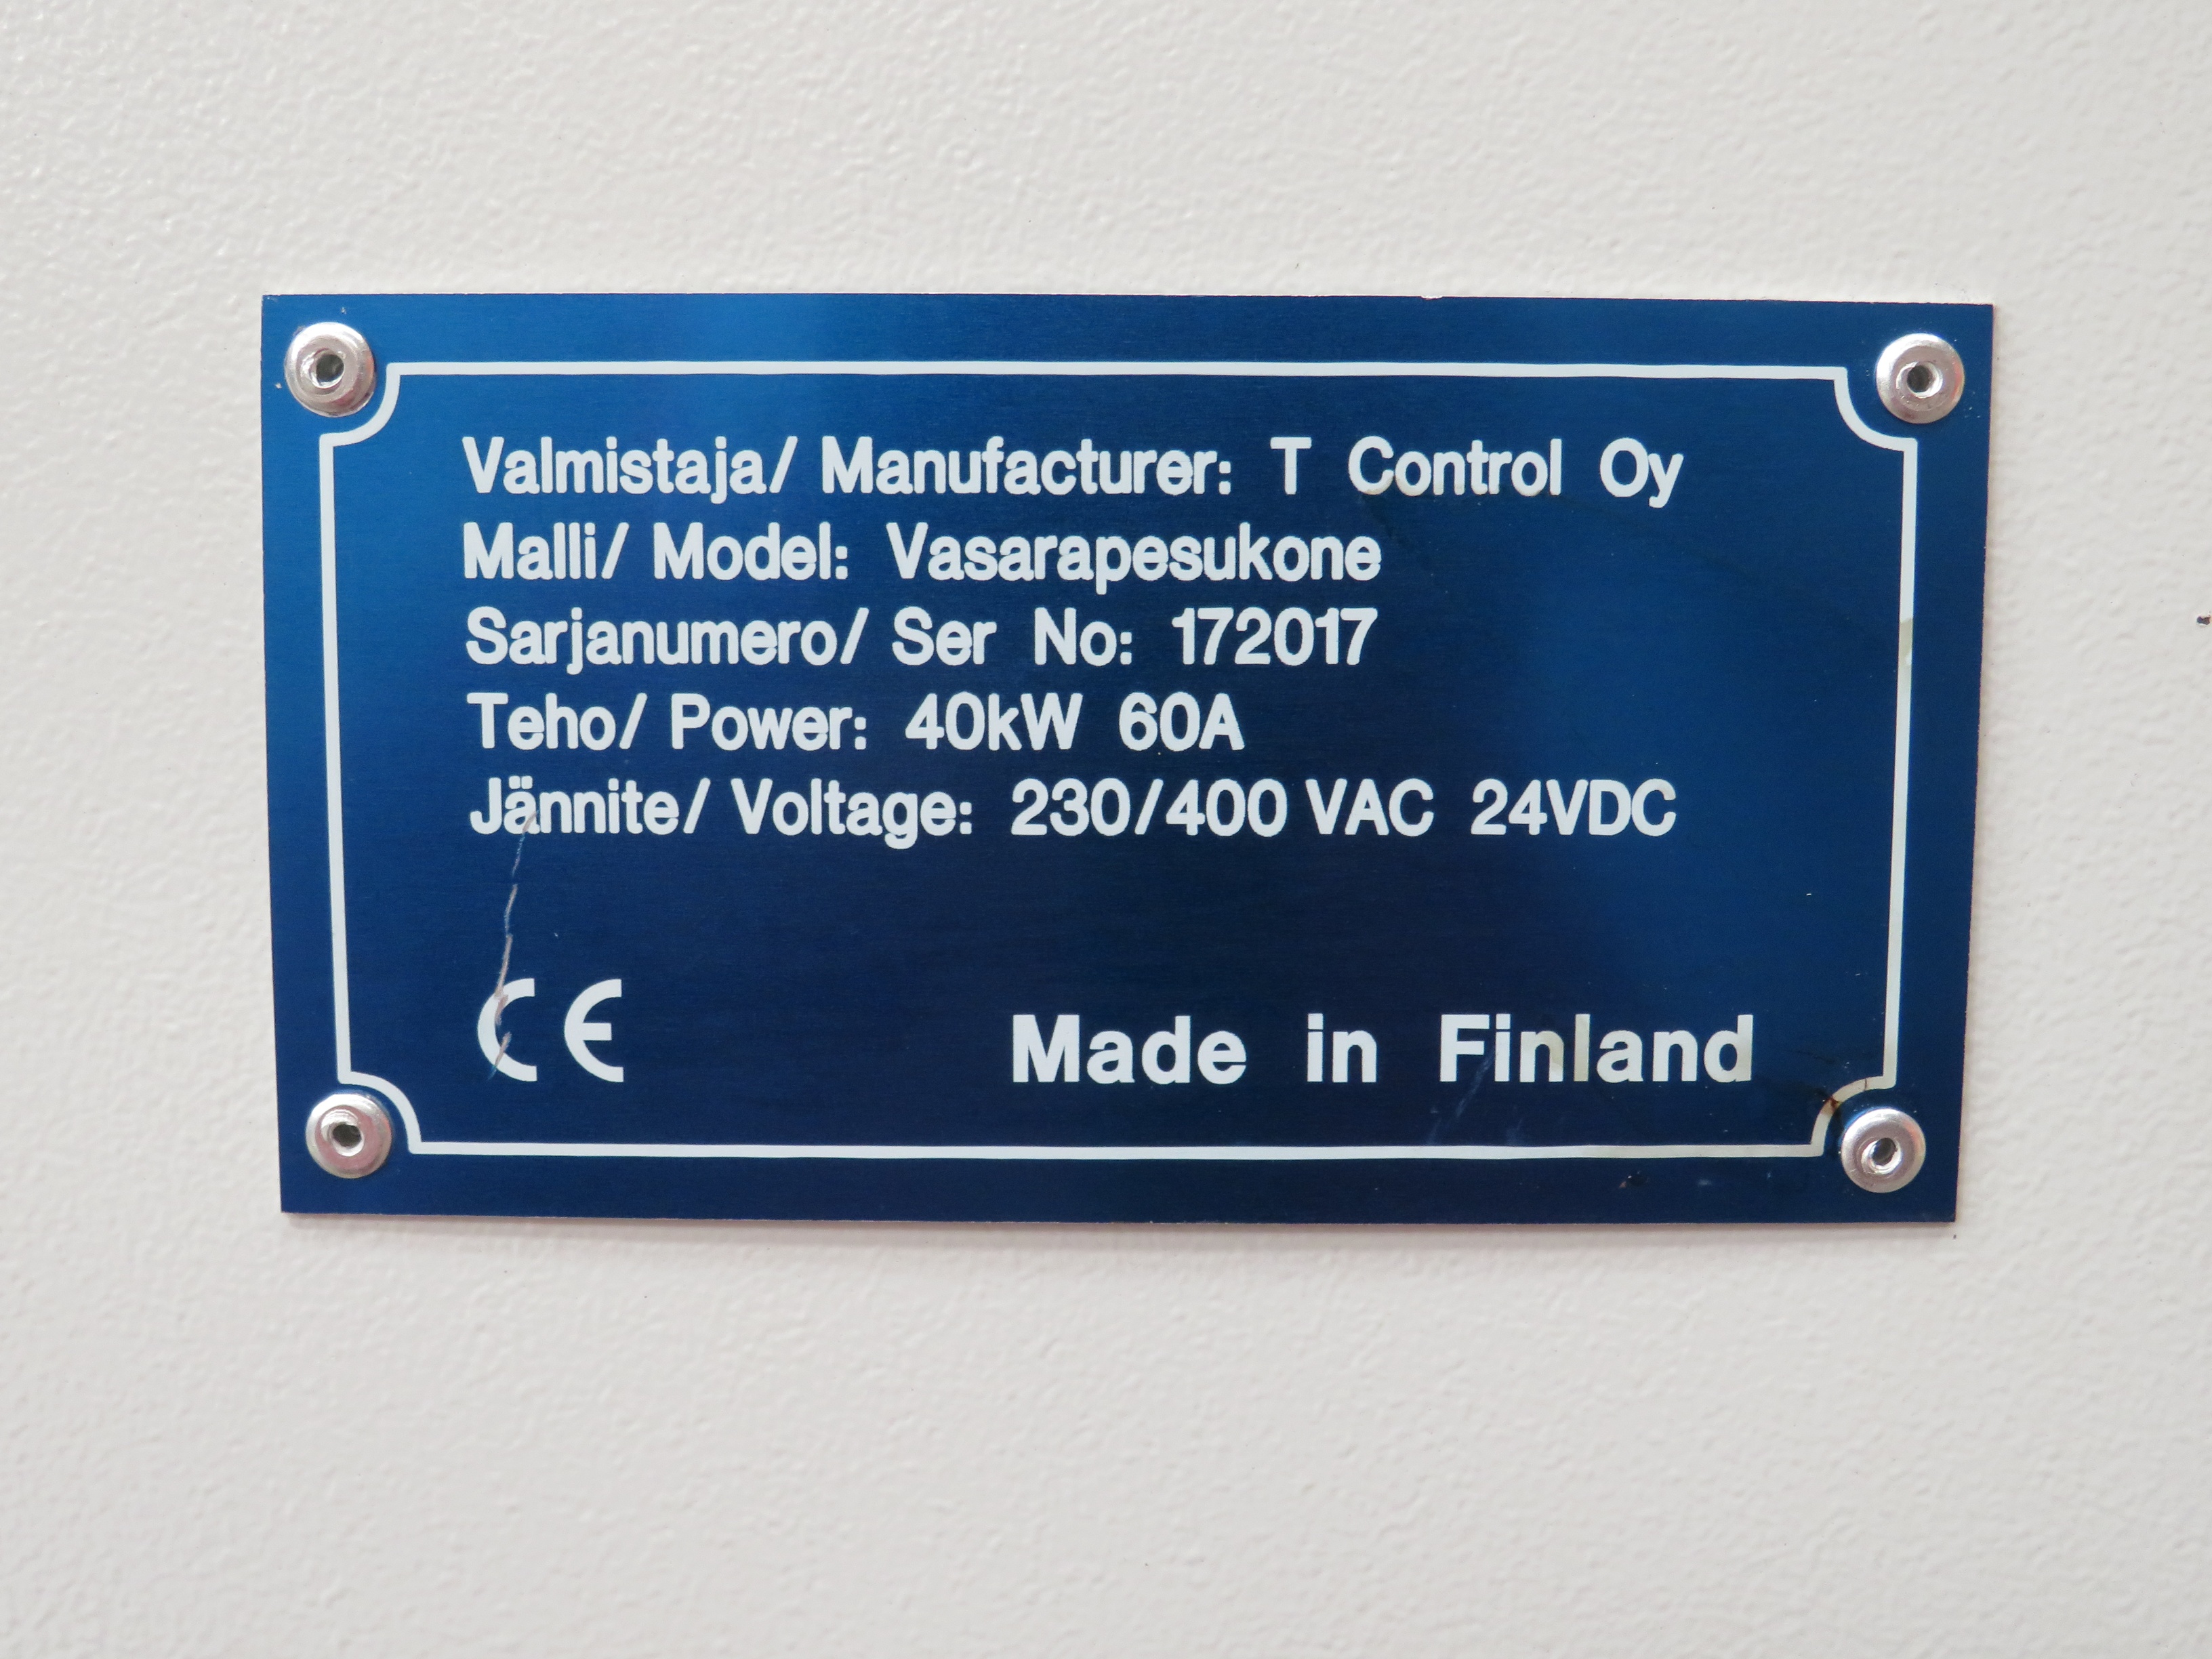 Valmistaja/ Manufacturer: T Control Oy
Malli/ Model: Vasarapesukone
Sarjanumero/ Ser No: 172017
Teho/ Power: 40kW 60A
Jännite/ Voltage: 230/400 VAC 24VDC
CE
Made in Finland